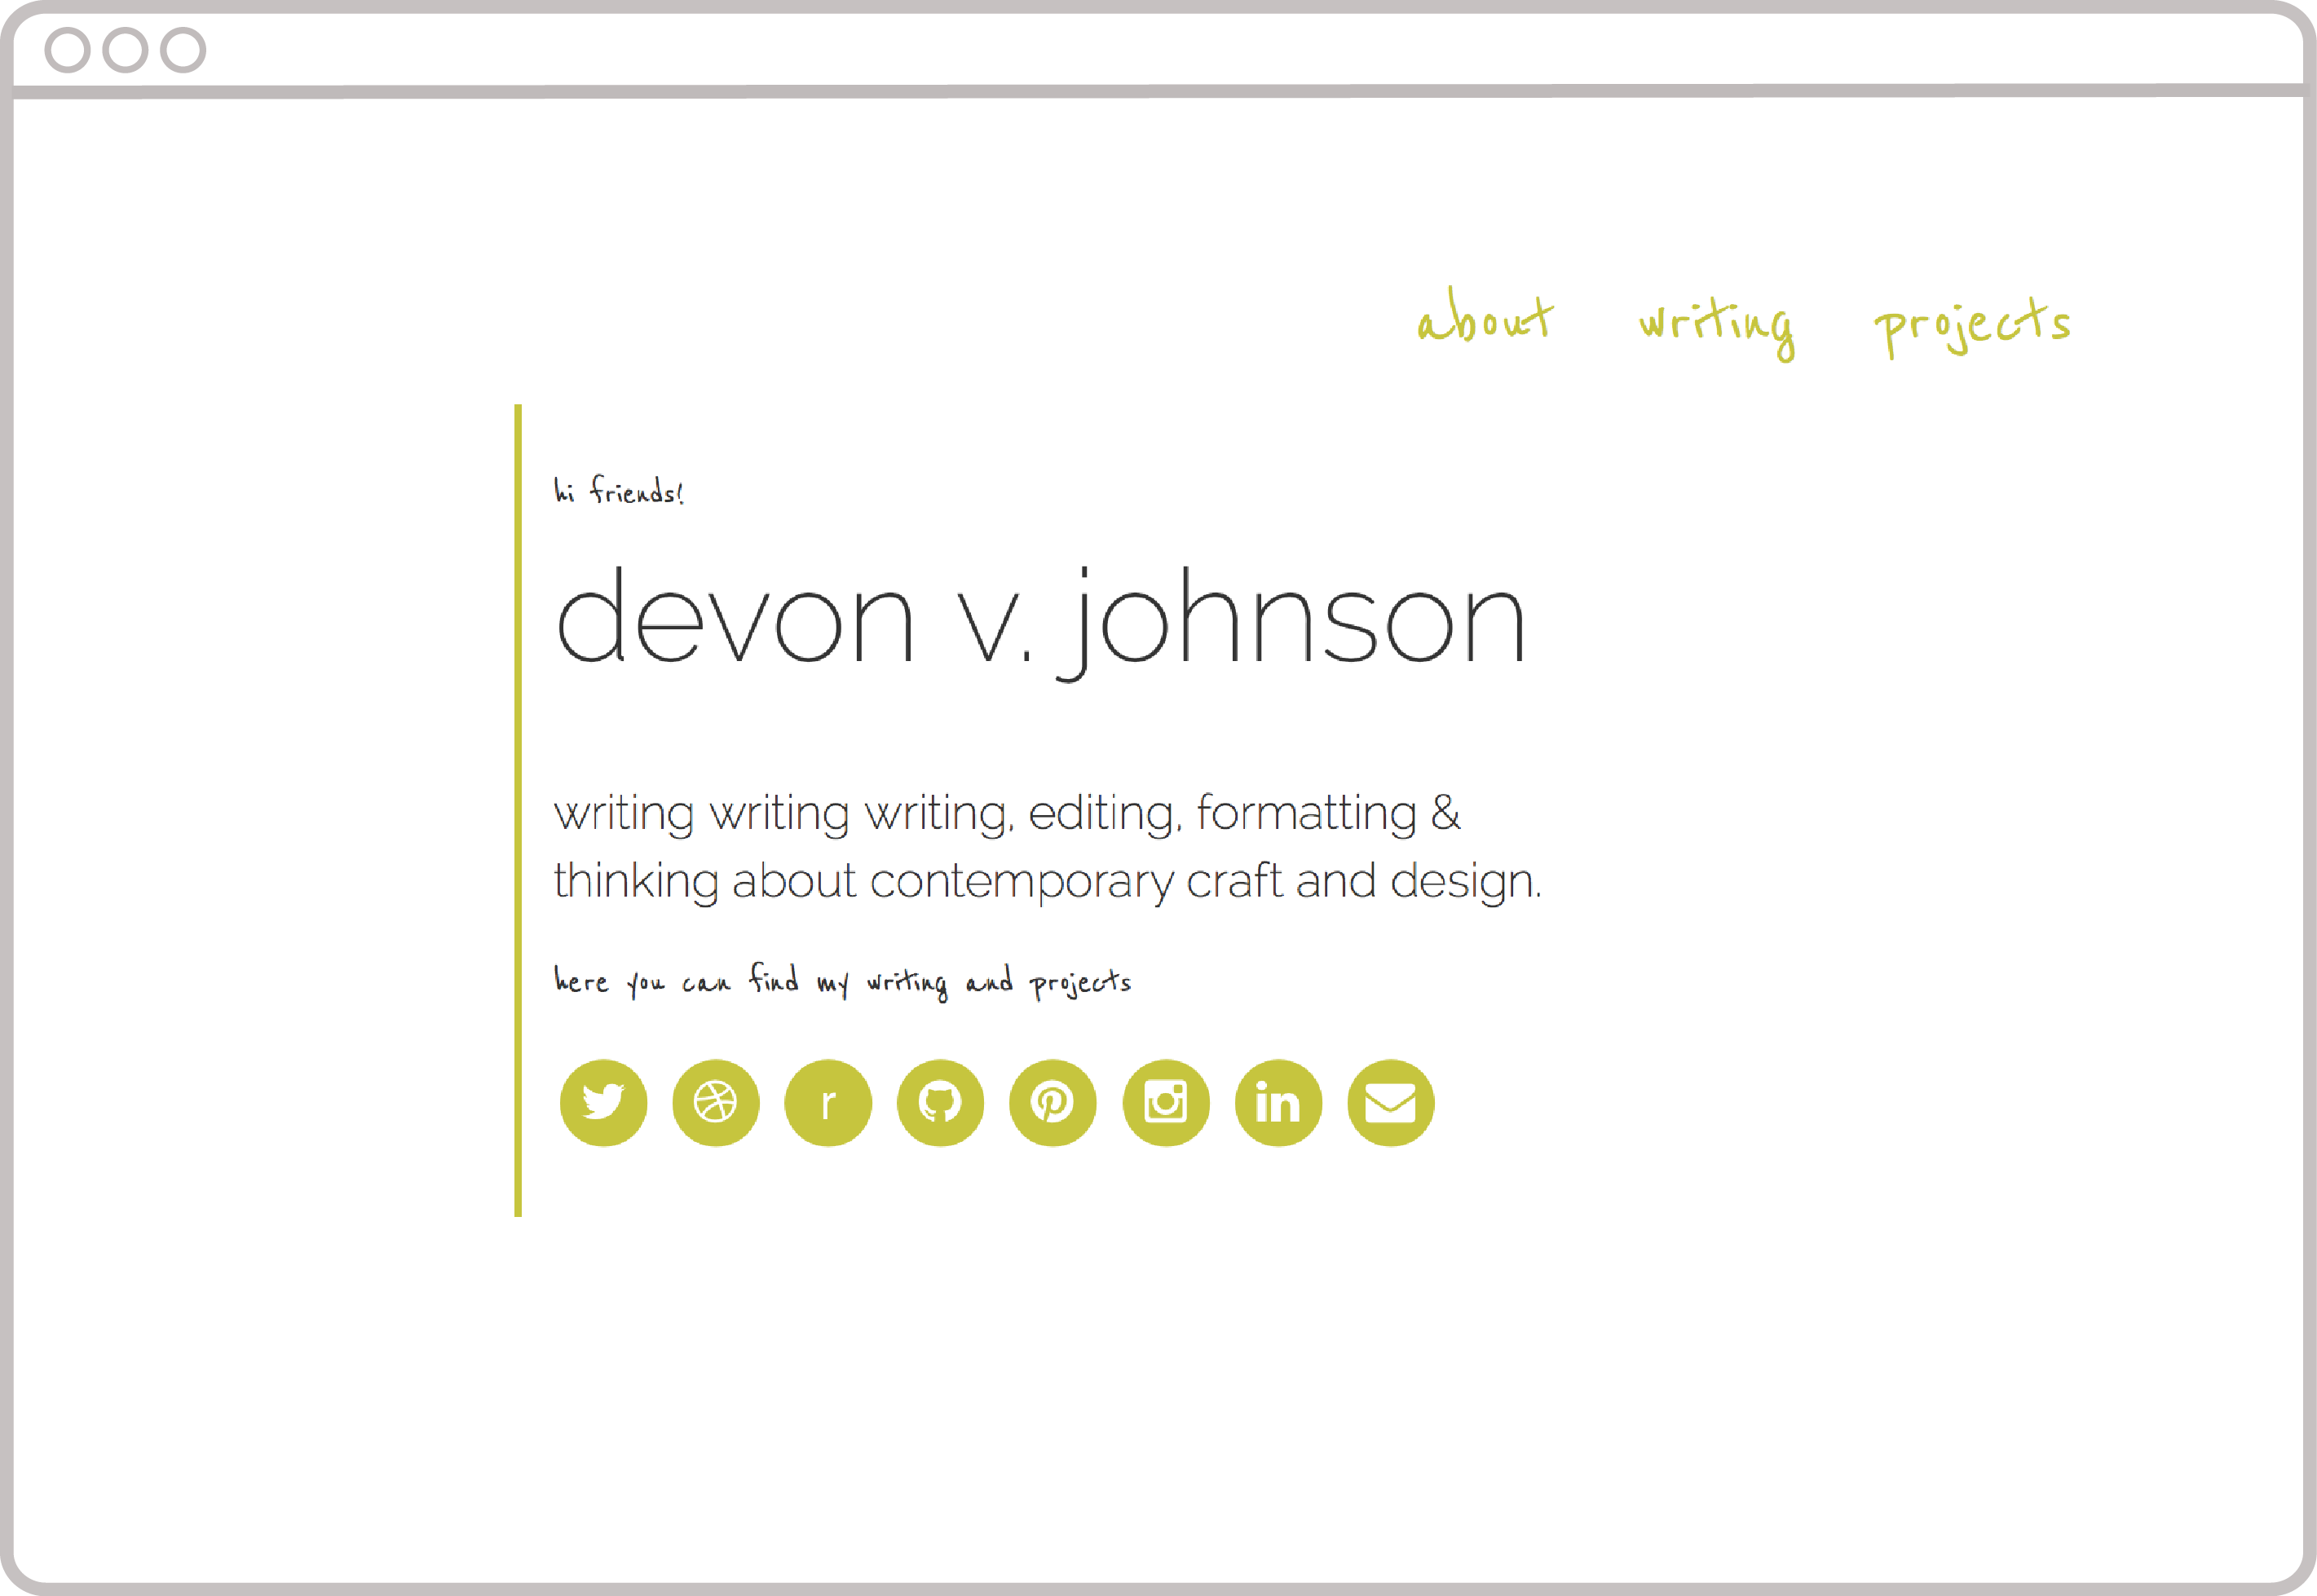 about writing projects
hi friends!
devon v. johnson
writing writing writing, editing, formatting &
thinking about contemporary craft and design.
here you can find my writing and projects
r in